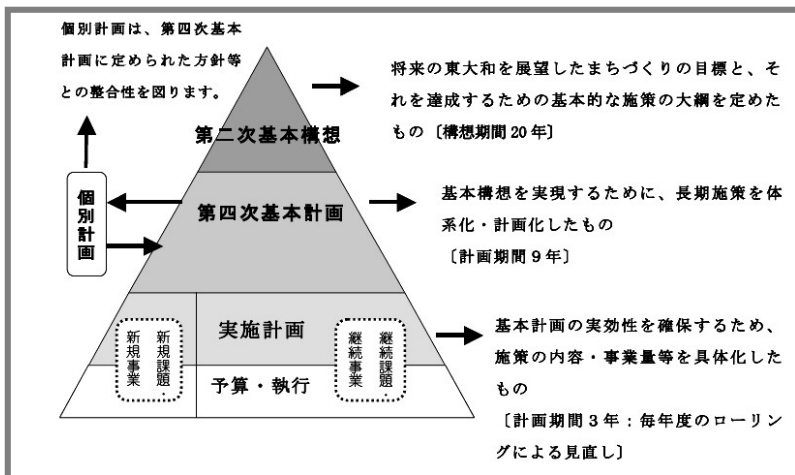 個別計画は、第四次基本
計画に定められた方針等
との整合性を図ります。
将来の東大和を展望したまちづくりの目標と、そ
れを達成するための基本的な施策の大綱を定めた
もの〔構想期間20年〕
第二次基本構想
個別計画
第四次基本計画
基本構想を実現するために、長期施策を体
系化・計画化したもの
〔計画期間9年〕
実施計画
新規課題・
新規事業
継続課題・
継続事業
予算・執行
基本計画の実効性を確保するため、
施策の内容・事業量等を具体化した
もの
〔計画期間3年：毎年度のローリン
グによる見直し〕